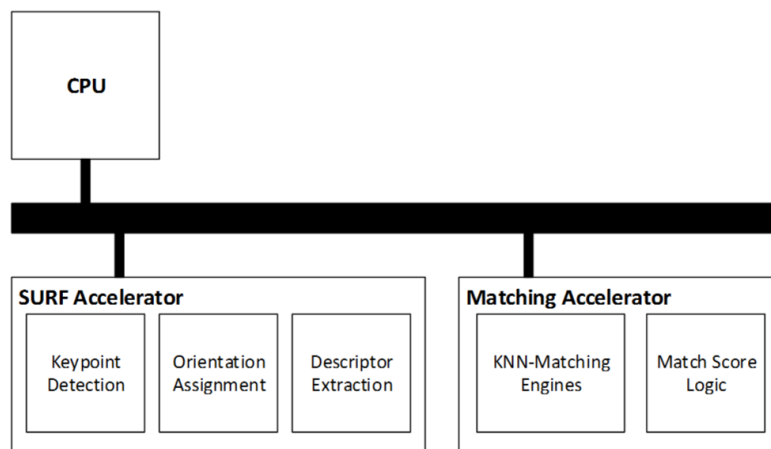 CPU
SURF Accelerator
Keypoint
Detection
Orientation
Assignment
Descriptor
Extraction
Matching Accelerator
KNN-Matching
Engines
Match Score
Logic